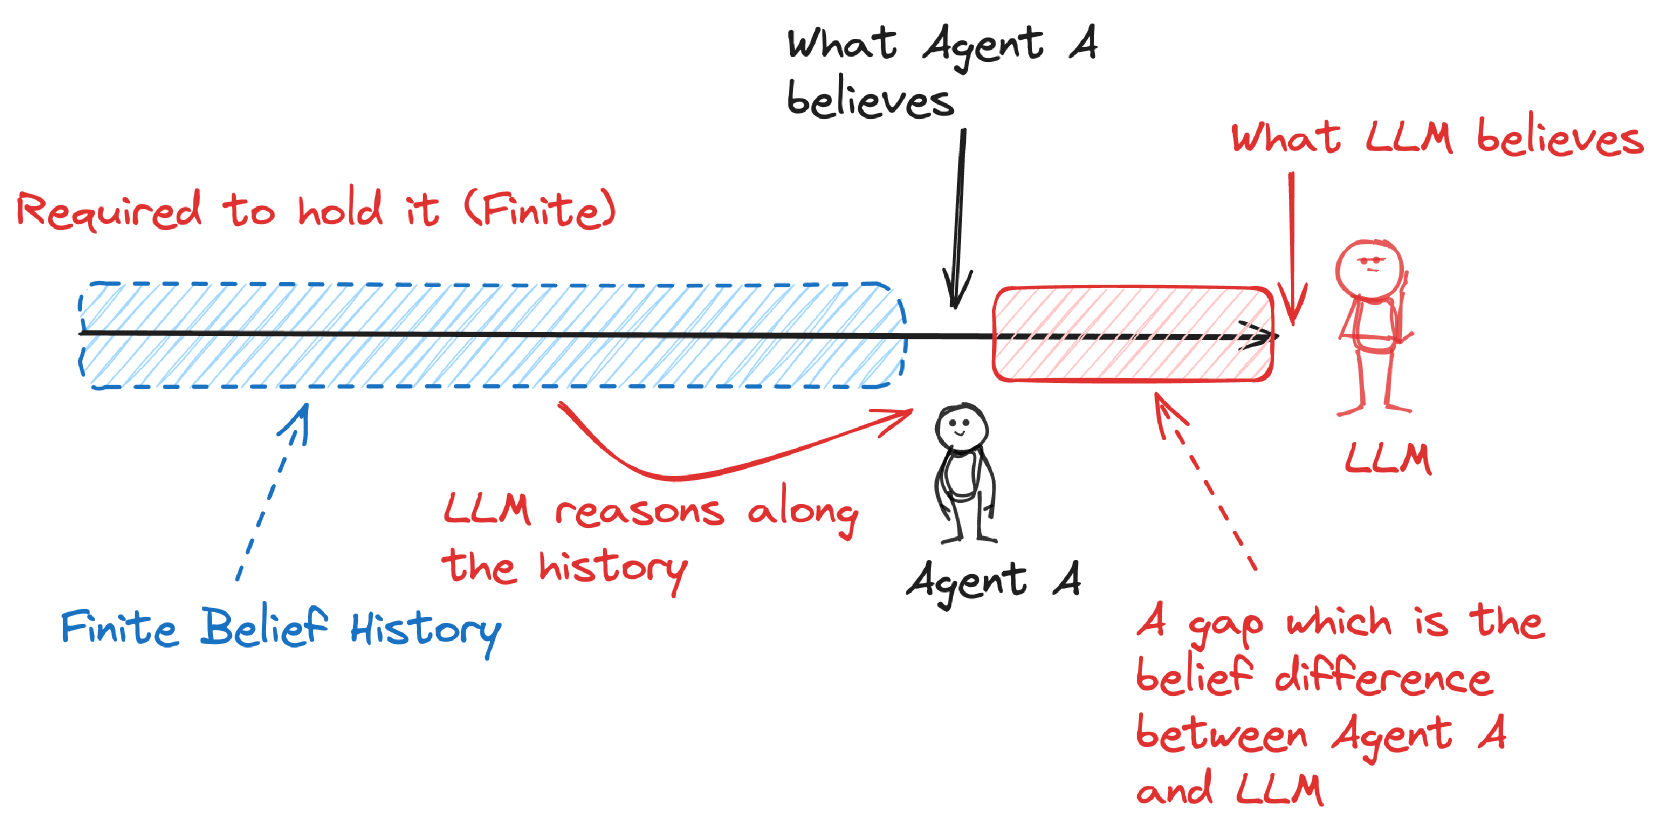 What Agent A
believes
What LLM believes
Required to hold it (Finite)
LLM reasons along
the history
LLM
Agent A
Finite Belief History
A gap which is the
belief difference
between Agent A
and LLM